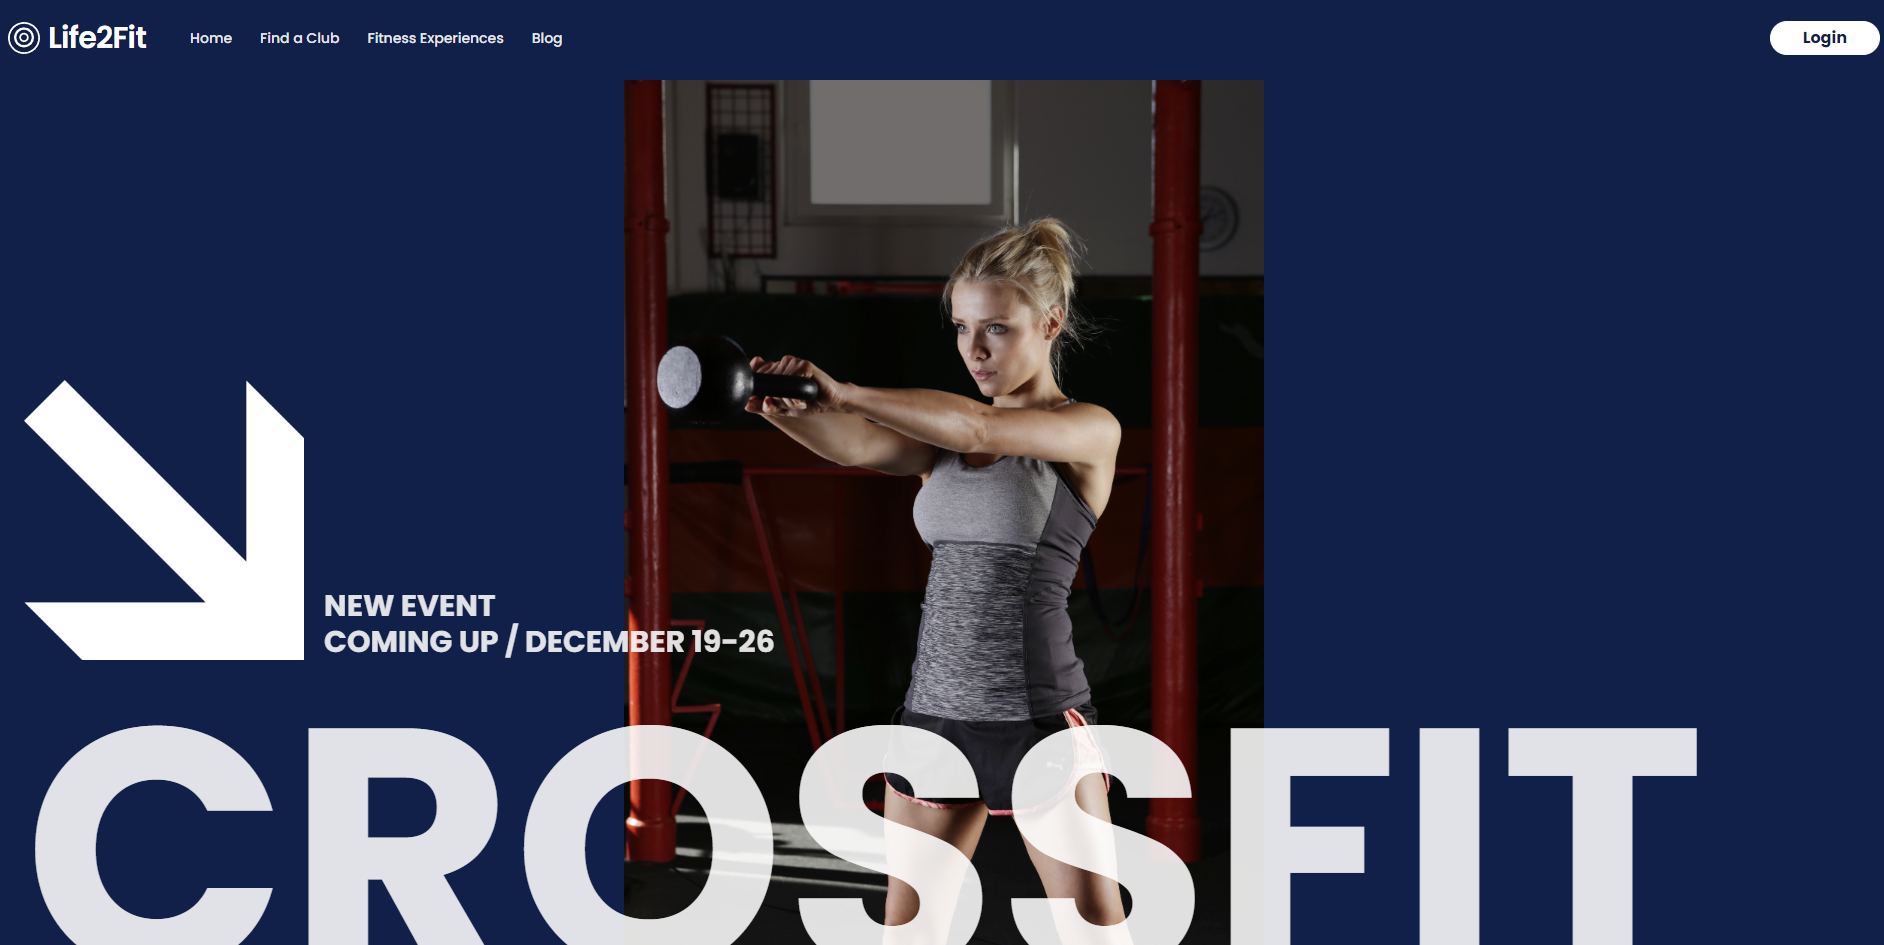 Life2Fit
Home
Find a Club
Fitness Experiences
Blog
Login
NEW EVENT
COMING UP / DECEMBER 19-26
CROSSFIT